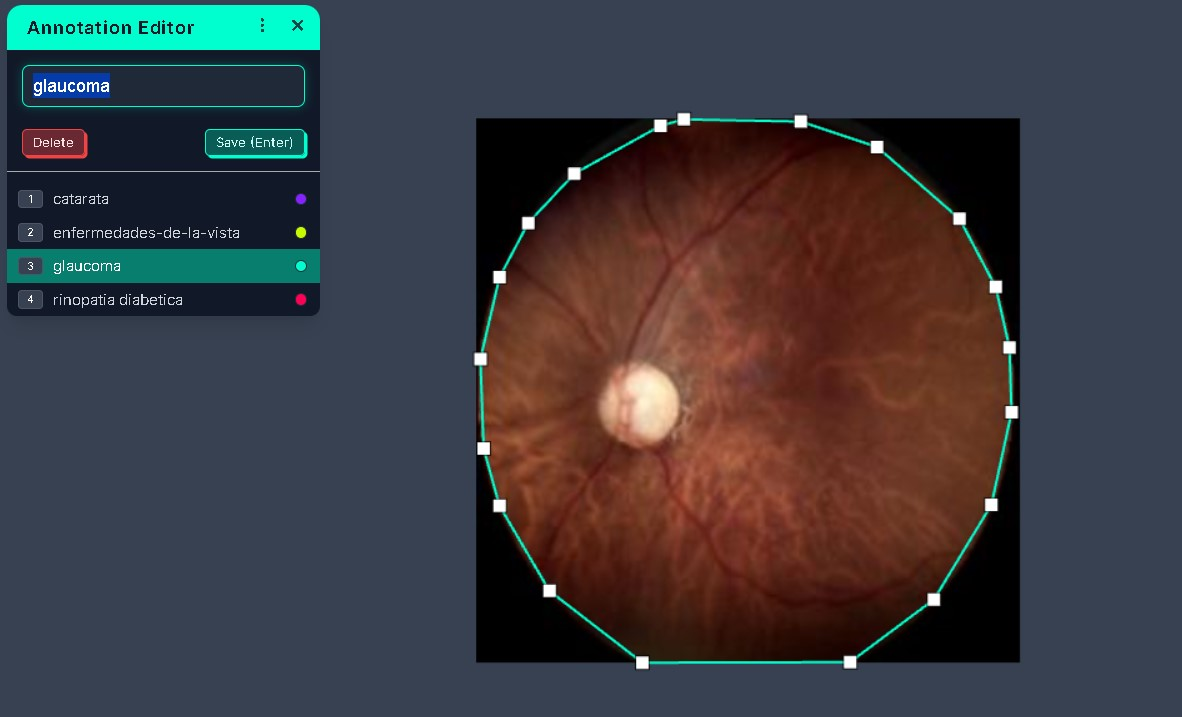 Annotation Editor
glaucoma
Delete
Save (Enter)
1 catarata
2 enfermedades-de-la-vista
3 glaucoma
4 rinopatia diabetica